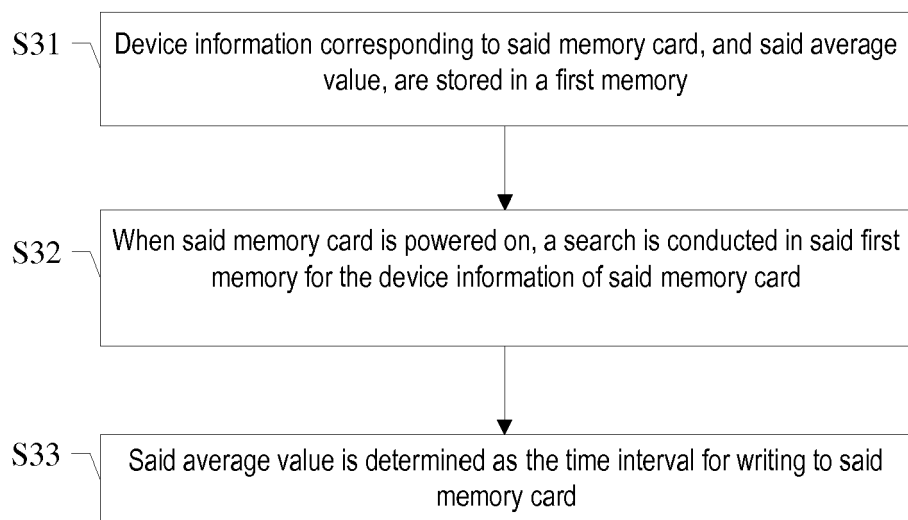 S31
Device information corresponding to said memory card, and said average
value, are stored in a first memory
S32
When said memory card is powered on, a search is conducted in said first
memory for the device information of said memory card
S33
Said average value is determined as the time interval for writing to said
memory card